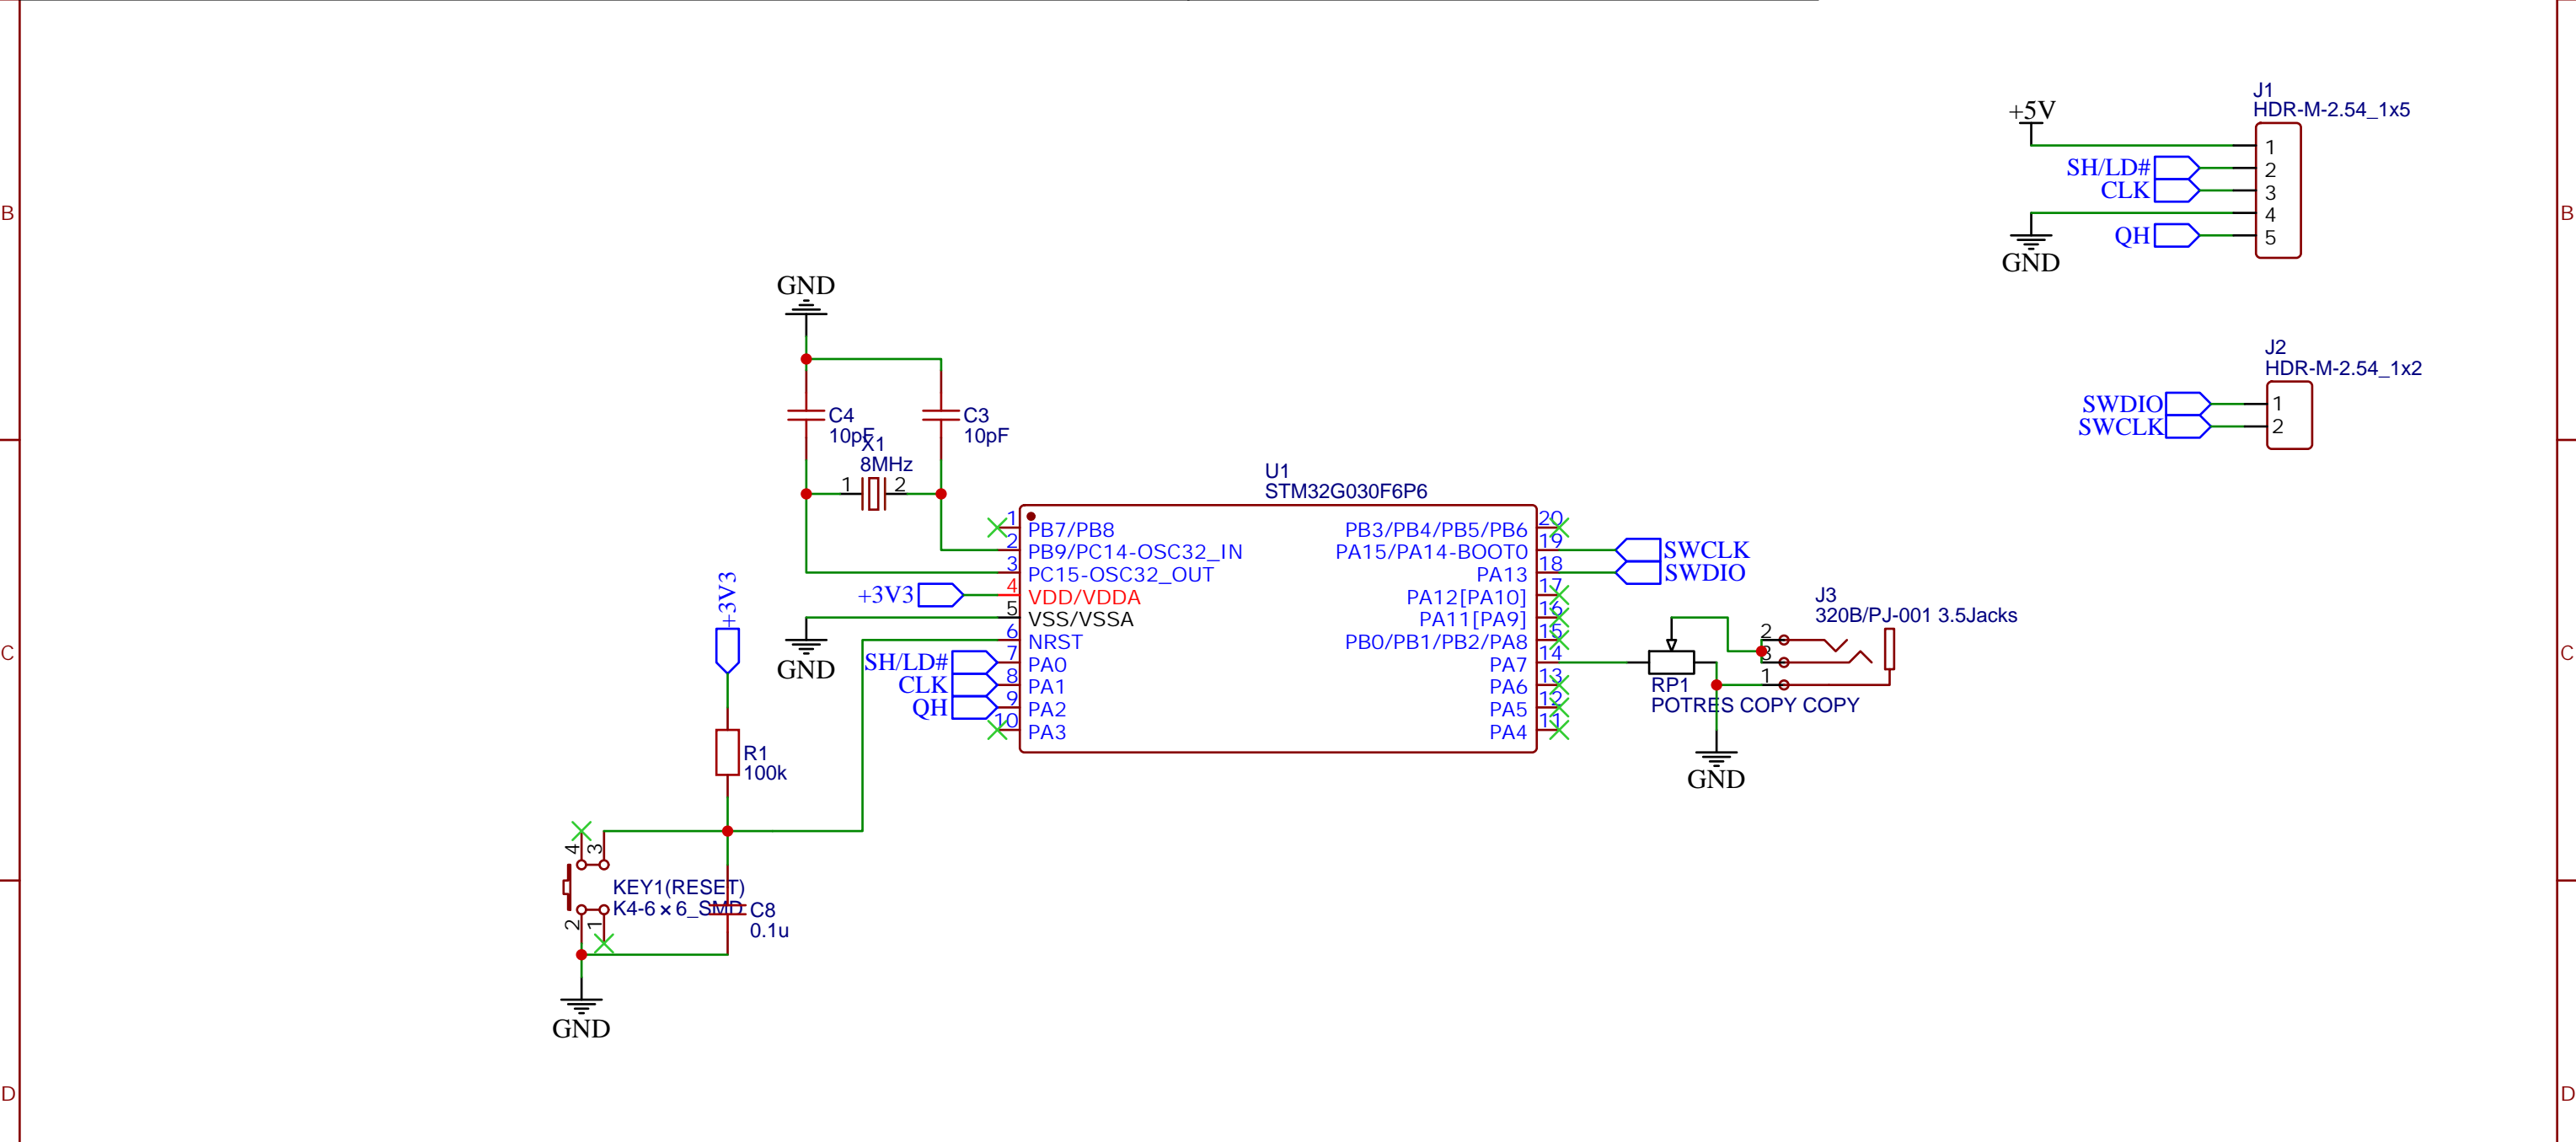 J1
HDR-M-2.54_1x5
+5V
1
SH/LD#
2
CLK
3
4
QH
5
GND
B
B
GND
J2
HDR-M-2.54_1x2
SWDIO
1
SWCLK
2
C4
10pF
C3
10pF
X1
8MHz
1
2
U1
STM32G030F6P6
1
PB7/PB8
2
PB9/PC14-OSC32_IN
3
PC15-OSC32_OUT
+3V3
4
VDD/VDDA
5
VSS/VSSA
6
NRST
SH/LD#
7
PA0
CLK
8
PA1
QH
9
PA2
10
PA3
GND
PB3/PB4/PB5/PB6
20
PA15/PA14-BOOT0
19
SWCLK
PA13
18
SWDIO
PA12[PA10]
17
PA11[PA9]
16
PB0/PB1/PB2/PA8
15
PA7
14
PA6
13
PA5
12
PA4
11
J3
320B/PJ-001 3.5Jacks
2
3
1
RP1
POTRES COPY COPY
GND
C
C
+3V3
R1
100k
4
3
KEY1(RESET)
K4-6×6_SMD
2
1
C8
0.1u
GND
D
D